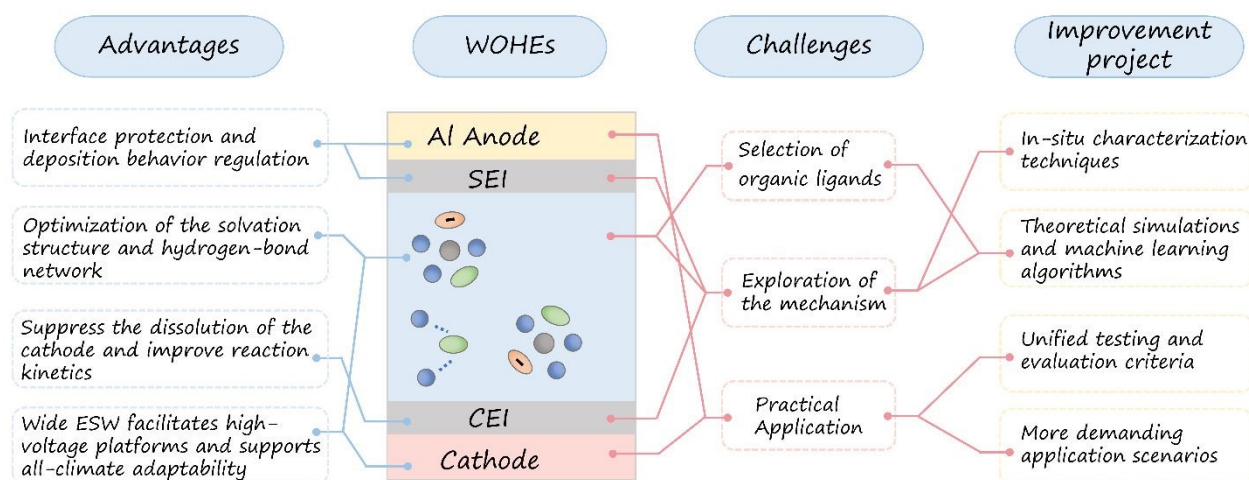 Advantages
Interface protection and
deposition behavior regulation
Optimization of the solvation
structure and hydrogen-bond
network
Suppress the dissolution of the
cathode and improve reaction
kinetics
Wide ESW facilitates high-
voltage platforms and supports
all-climate adaptability
WOHEs
Al Anode
SEI
CEI
Cathode
Challenges
Selection of
organic ligands
Exploration of
the mechanism
Practical
Application
Improvement
project
In-situ characterization
techniques
Theoretical simulations
and machine learning
algorithms
Unified testing and
evaluation criteria
More demanding
application scenarios